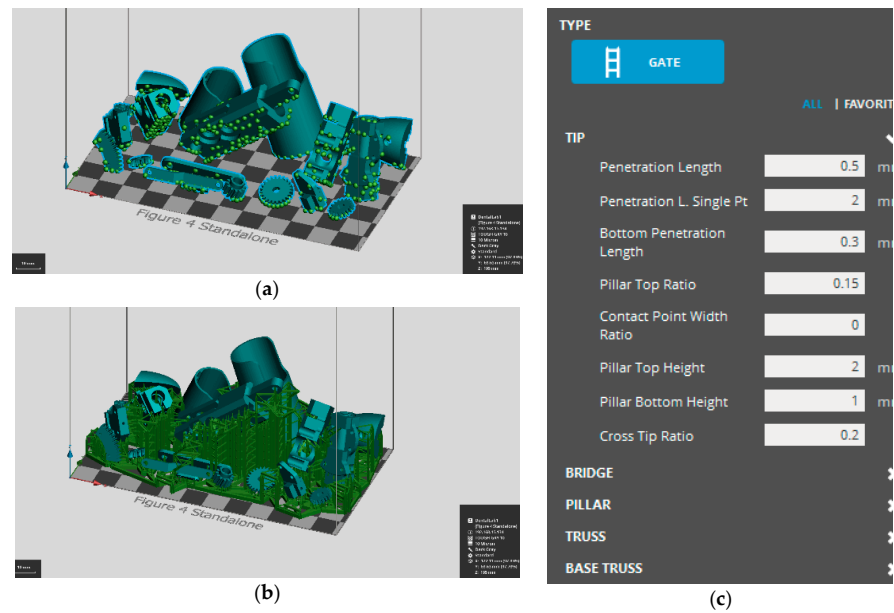 Figure 4 Standalone
(a)
Figure 4 Standalone
(b)
TYPE
GATE
ALL | FAVORIT
TIP
Penetration Length 0.5 m
Penetration L. Single Pt 2 m
Bottom Penetration
Length 0.3 m
Pillar Top Ratio 0.15
Contact Point Width
Ratio 0
Pillar Top Height 2 m
Pillar Bottom Height 1 m
Cross Tip Ratio 0.2
BRIDGE
PILLAR
TRUSS
BASE TRUSS
(c)